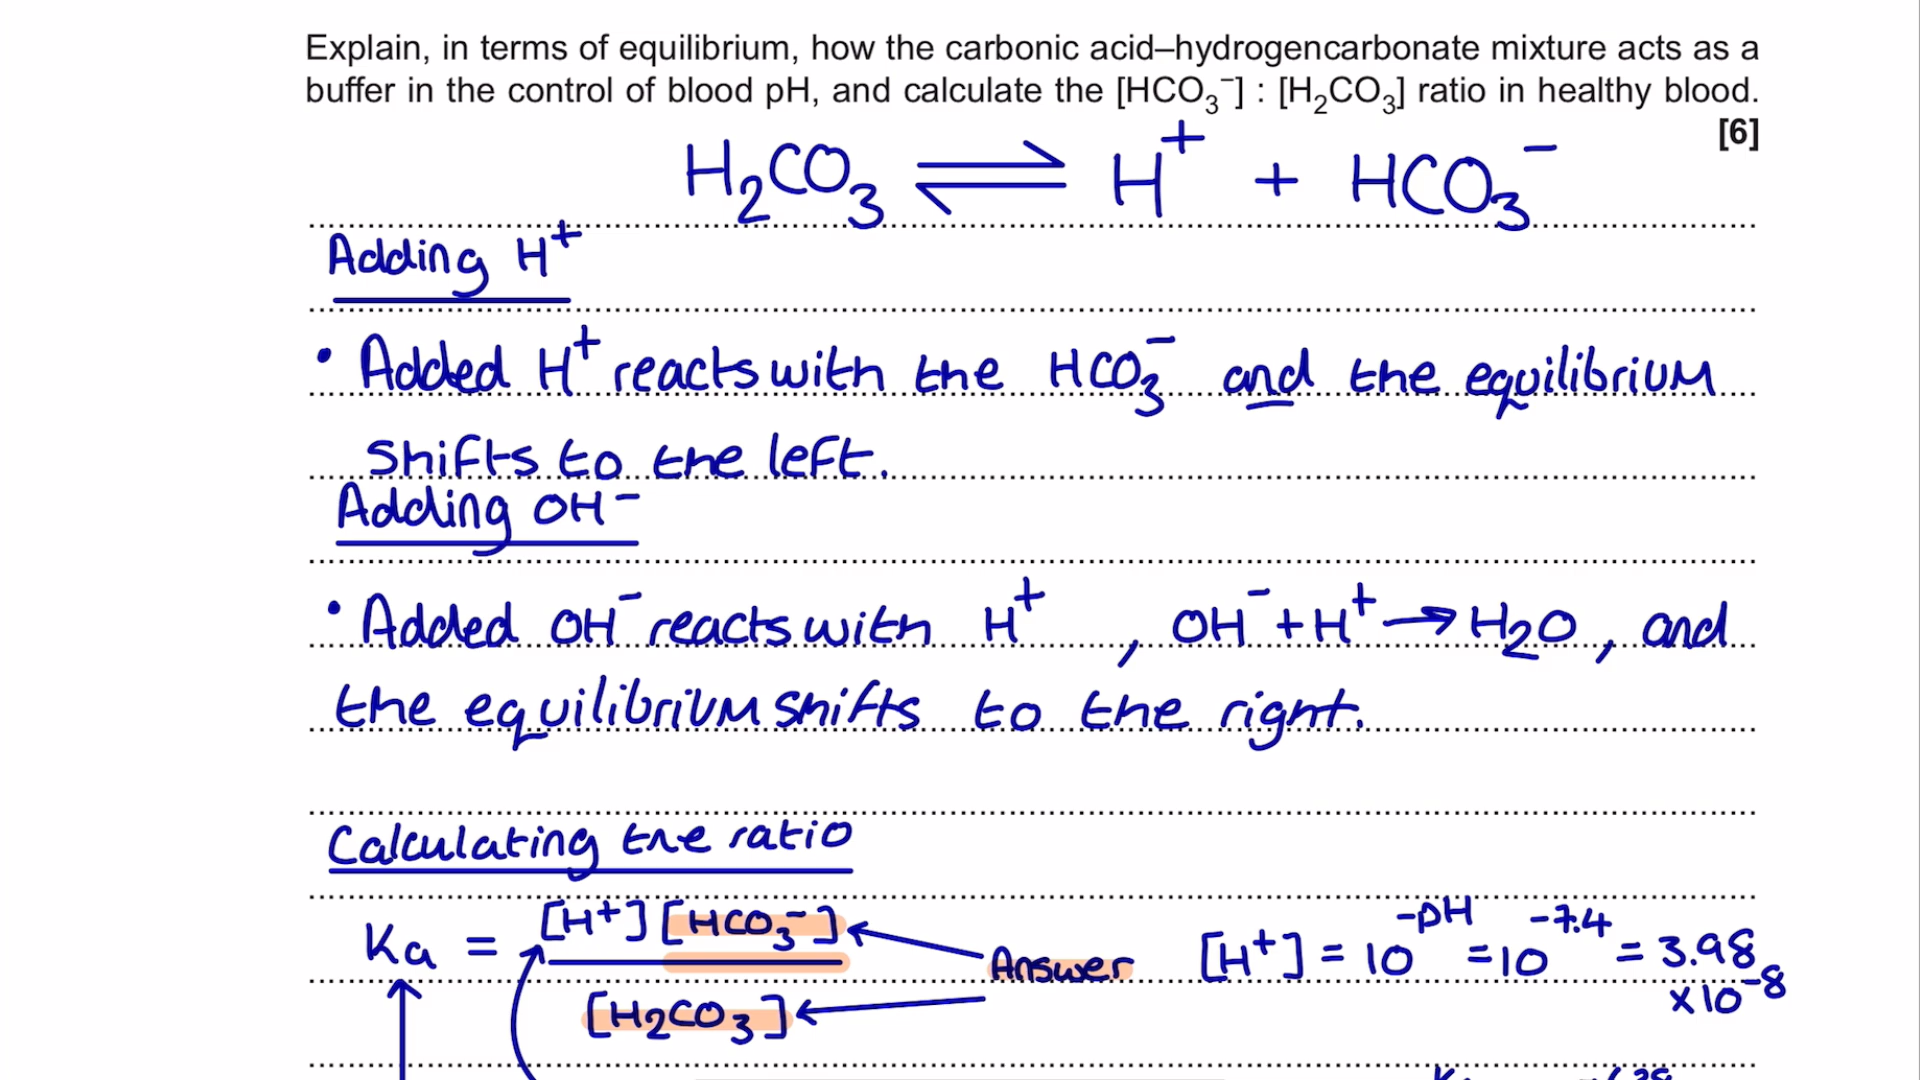 Explain, in terms of equilibrium, how the carbonic acid–hydrogencarbonate mixture acts as a
buffer in the control of blood pH, and calculate the [HCO₃⁻] : [H₂CO₃] ratio in healthy blood.
[6]
H₂CO₃ ⇌ H⁺ + HCO₃⁻
Adding H⁺
• Added H⁺ reacts with the HCO₃⁻ and the equilibrium
shifts to the left.
Adding OH⁻
• Added OH⁻ reacts with H⁺, OH⁻ + H⁺ → H₂O, and
the equilibrium shifts to the right.
Calculating the ratio
Ka = [H⁺][HCO₃⁻]
[H₂CO₃]
Answer
[H⁺] = 10^-pH = 10^-7.4 = 3.98
×10⁻⁸